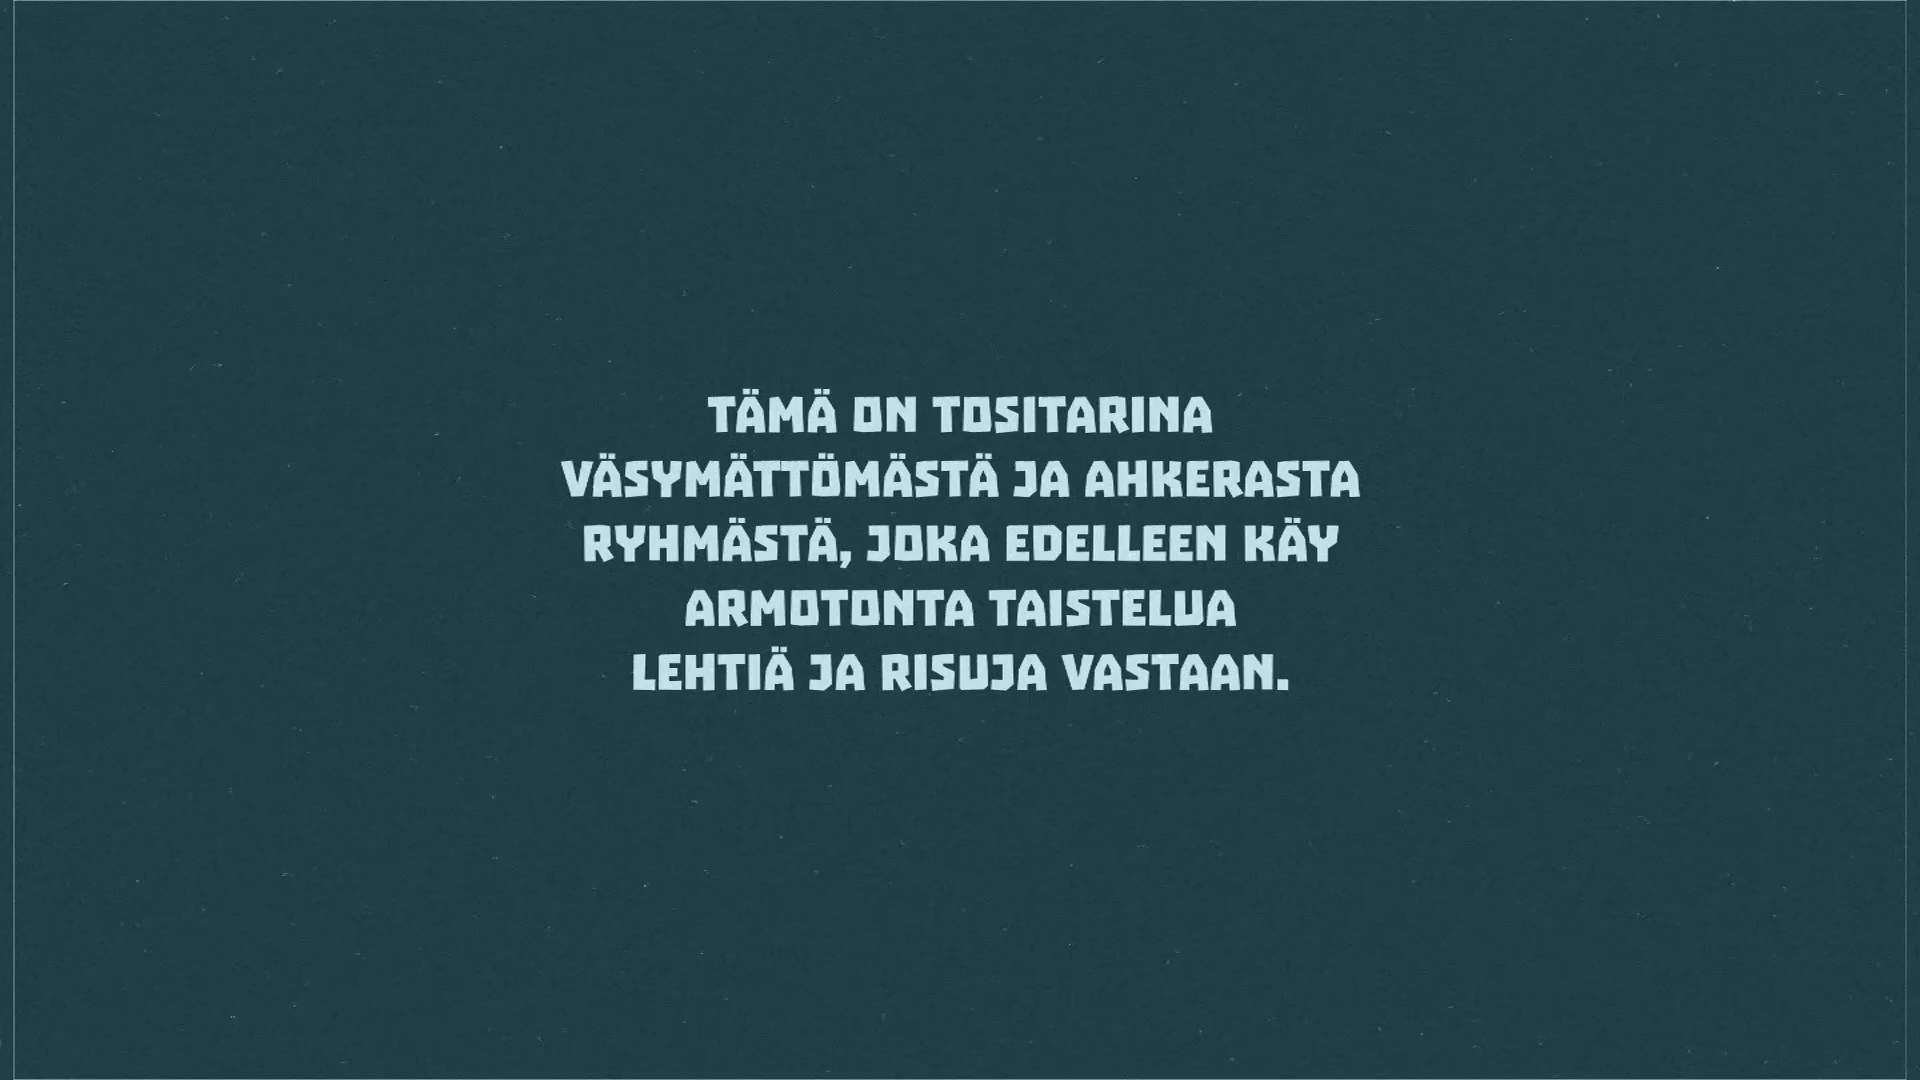 TÄMÄ ON TOSITARINA
VÄSYMÄTTÖMÄSTÄ JA AHKERASTA
RYHMÄSTÄ, JOKA EDELLEEN KÄY
ARMOTONTA TAISTELUA
LEHTIÄ JA RISUJA VASTAAN.